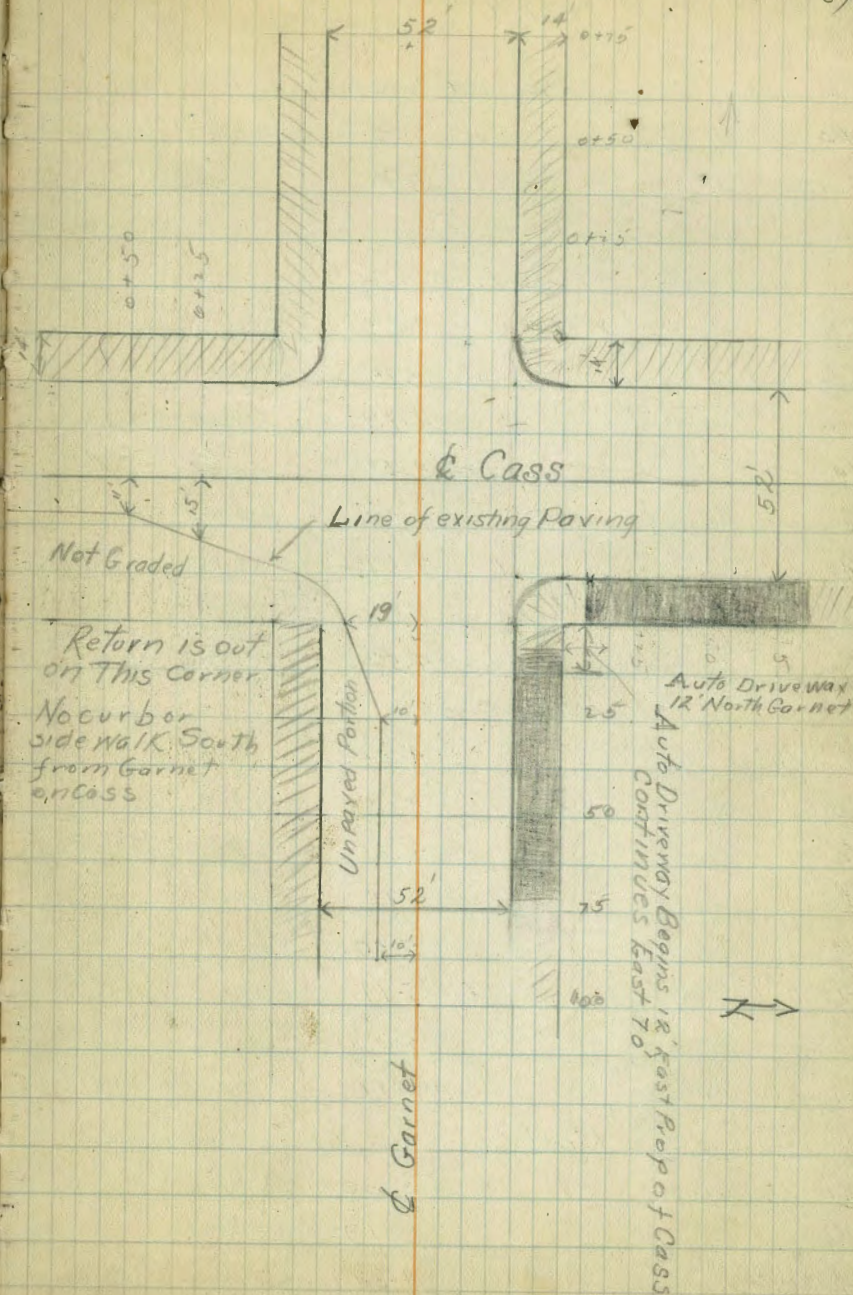 52'
14'
0+75
0+50
0+25
0+50
0+25
14'
14'
℄ Cass
52'
11'
15'
Line of existing Paving
Not Graded
19'
Return is out
on This Corner
No curb or
sidewalk South
from Garnet
on Cass
Unpaved Portion
10'
Auto Driveway
12' North Garnet
25
50
75
100
52'
10'
Auto Driveway Begins 12' East Prop of Cass
Continues East 70'
℄ Garnet